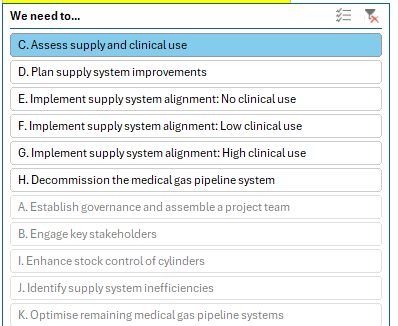 We need to...
C. Assess supply and clinical use
D. Plan supply system improvements
E. Implement supply system alignment: No clinical use
F. Implement supply system alignment: Low clinical use
G. Implement supply system alignment: High clinical use
H. Decommission the medical gas pipeline system
A. Establish governance and assemble a project team
B. Engage key stakeholders
I. Enhance stock control of cylinders
J. Identify supply system inefficiencies
K. Optimise remaining medical gas pipeline systems